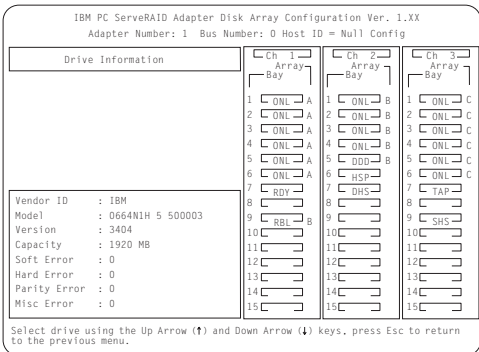 IBM PC ServeRAID Adapter Disk Array Configuration Ver. 1.XX
Adapter Number: 1 Bus Number: 0 Host ID = Null Config
Drive Information
Ch 1 Ch 2 Ch 3
Array Array Array
Bay Bay Bay
1 ONL A 1 ONL B 1 ONL C
2 ONL A 2 ONL B 2 ONL C
3 ONL A 3 ONL B 3 ONL C
4 ONL A 4 ONL B 4 ONL C
5 ONL A 5 DDD B 5 ONL C
6 ONL A 6 HSP 6 ONL C
7 RDY 7 DHS 7 TAP
8 8 8
9 RBL B 9 9 SHS
10 10 10
11 11 11
12 12 12
13 13 13
14 14 14
15 15 15
Vendor ID : IBM
Model : 0664N1H 5 500003
Version : 3404
Capacity : 1920 MB
Soft Error : 0
Hard Error : 0
Parity Error : 0
Misc Error : 0
Select drive using the Up Arrow (↑) and Down Arrow (↓) keys, press Esc to return
to the previous menu.